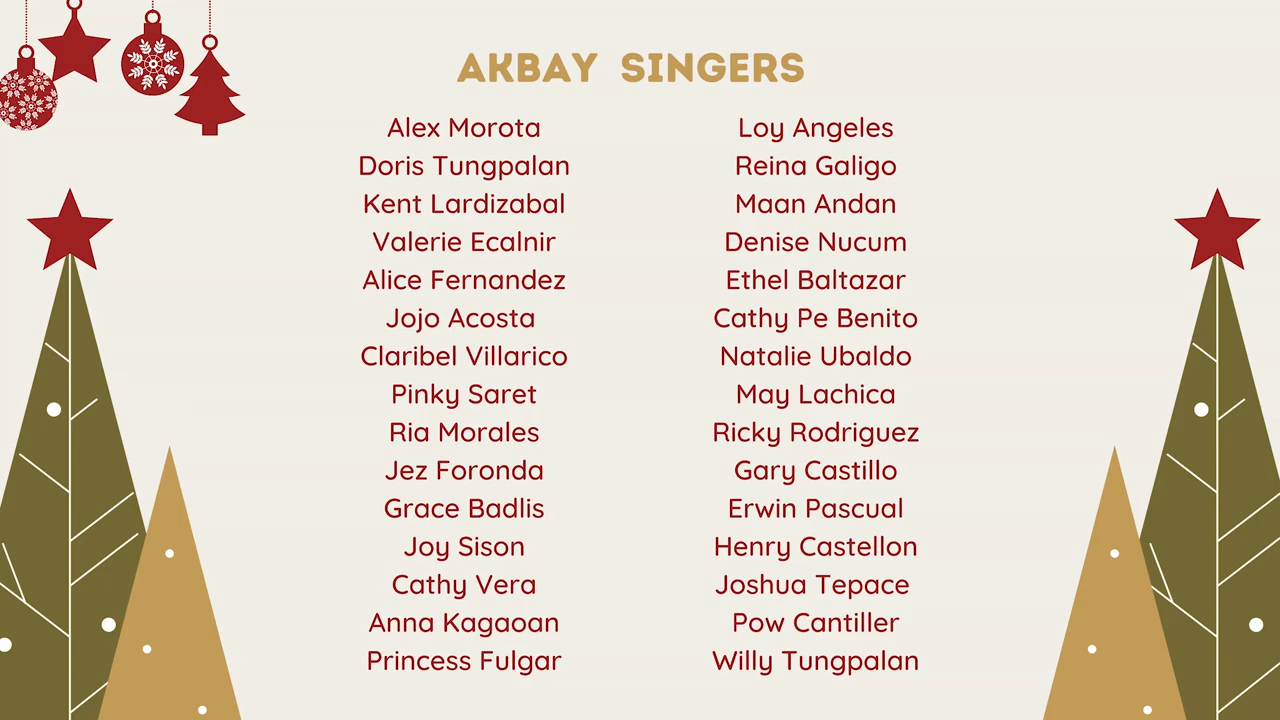 AKBAY SINGERS
Alex Morota
Doris Tungpalan
Kent Lardizabal
Valerie Ecalnir
Alice Fernandez
Jojo Acosta
Claribel Villarico
Pinky Saret
Ria Morales
Jez Foronda
Grace Badlis
Joy Sison
Cathy Vera
Anna Kagaoan
Princess Fulgar
Loy Angeles
Reina Galigo
Maan Andan
Denise Nucum
Ethel Baltazar
Cathy Pe Benito
Natalie Ubaldo
May Lachica
Ricky Rodriguez
Gary Castillo
Erwin Pascual
Henry Castellon
Joshua Tepace
Pow Cantiller
Willy Tungpalan